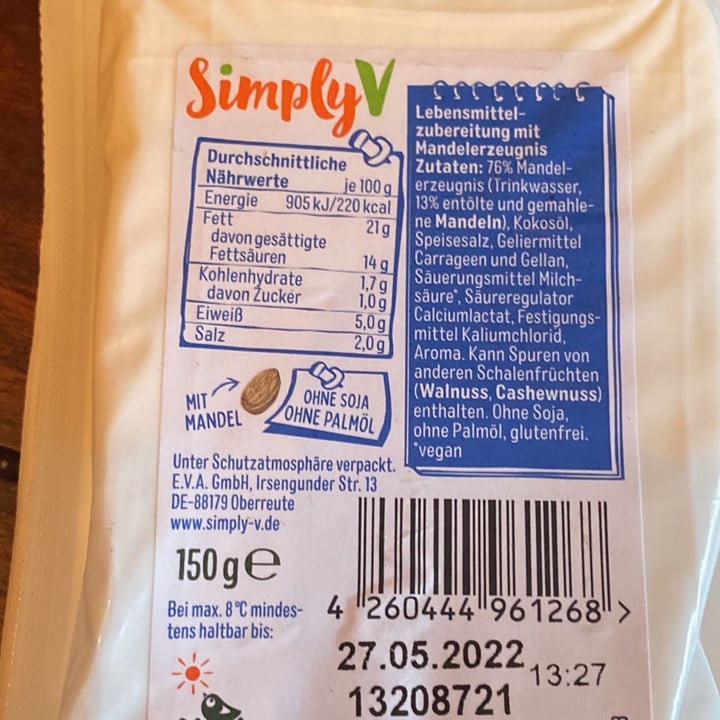 SimplyV
Durchschnittliche
Nährwerte je 100 g
Energie 905 kJ/220 kcal
Fett 21 g
davon gesättigte
Fettsäuren 14 g
Kohlenhydrate 1,7 g
davon Zucker 1,0 g
Eiweiß 5,0 g
Salz 2,0 g
MIT
MANDEL
OHNE SOJA
OHNE PALMÖL
Lebensmittel-
zubereitung mit
Mandelerzeugnis
Zutaten: 76% Mandel-
erzeugnis (Trinkwasser,
13% entölte und gemahle-
ne Mandeln), Kokosöl,
Speisesalz, Geliermittel
Carrageen und Gellan,
Säuerungsmittel Milch-
säure*, Säureregulator
Calciumlactat, Festigungs-
mittel Kaliumchlorid,
Aroma. Kann Spuren von
anderen Schalenfrüchten
(Walnuss, Cashewnuss)
enthalten. Ohne Soja,
ohne Palmöl, glutenfrei.
*vegan
Unter Schutzatmosphäre verpackt.
E.V.A. GmbH, Irsengunder Str. 13
DE-88179 Oberreute
www.simply-v.de
150 g e
Bei max. 8°C mindes-
tens haltbar bis:
4 260444 961268 >
27.05.2022 13:27
13208721